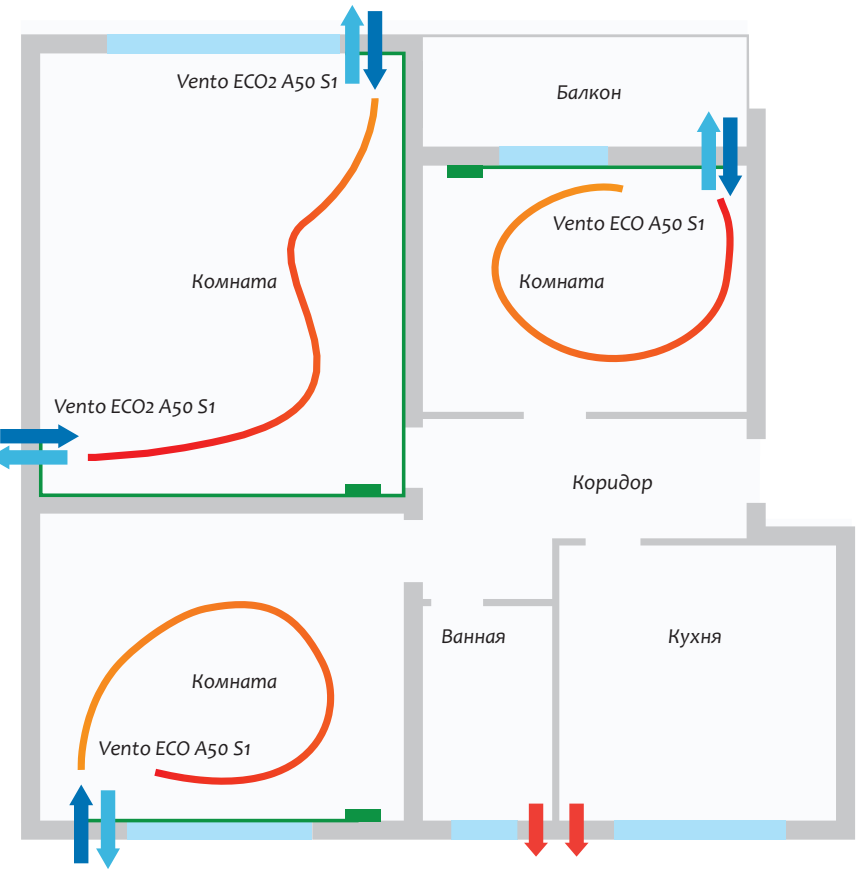 Vento ECO2 A50 S1
Балкон
Vento ECO A50 S1
Комната
Комната
Vento ECO2 A50 S1
Коридор
Ванная
Кухня
Комната
Vento ECO A50 S1